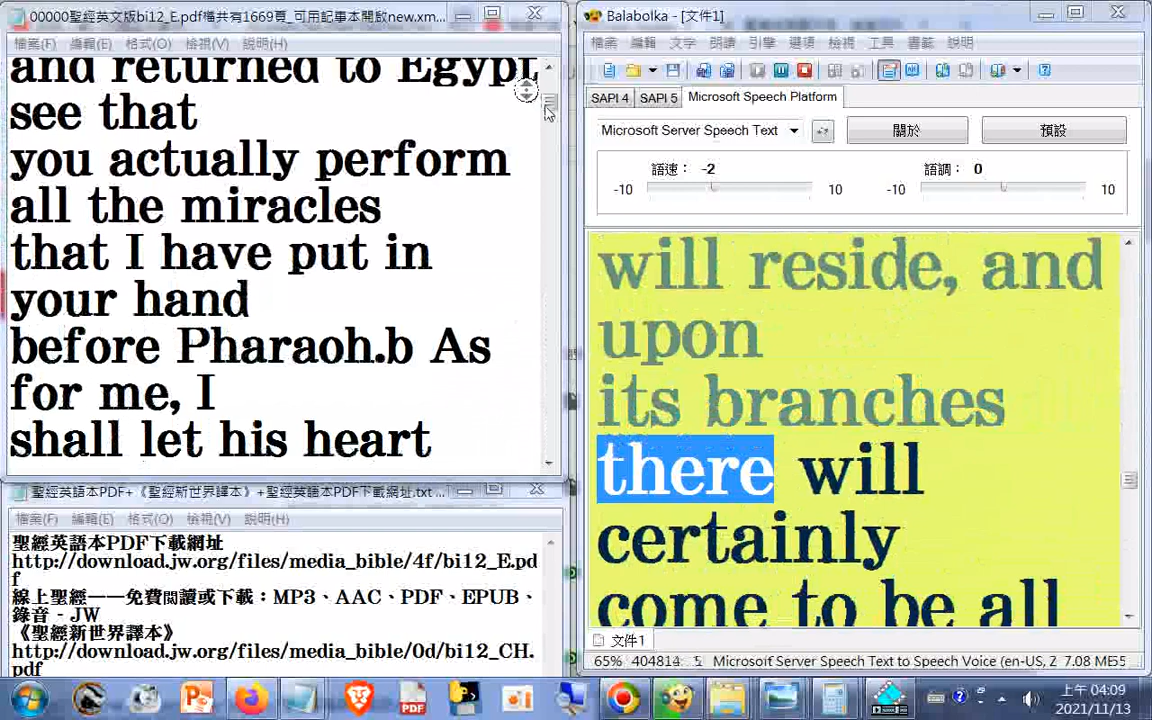 00000聖經英文版bi12_E.pdf檔共有1669頁_可用記事本開啟new.xm...
檔案(F) 編輯(E) 格式(O) 檢視(V) 說明(H)
and returned to Egypt
see that
you actually perform
all the miracles
that I have put in
your hand
before Pharaoh.b As
for me, I
shall let his heart
聖經英語本PDF+《聖經新世界譯本》+聖經英語本PDF下載網址.txt ...
檔案(F) 編輯(E) 格式(O) 檢視(V) 說明(H)
聖經英語本PDF下載網址
http://download.jw.org/files/media_bible/4f/bi12_E.pd
f
線上聖經——免費閱讀或下載：MP3、AAC、PDF、EPUB、
錄音 - JW
《聖經新世界譯本》
http://download.jw.org/files/media_bible/0d/bi12_CH.
pdf
Balabolka - [文件1]
檔案 編輯 文字 朗讀 引擎 選項 檢視 工具 書籤 說明
SAPI 4 SAPI 5 Microsoft Speech Platform
Microsoft Server Speech Text 關於 預設
語速： -2 語調： 0
-10 10 -10 10
will reside, and
upon
its branches
there will
certainly
come to be all
文件1
65% 404814 Microsoft Server Speech Text to Speech Voice (en-US, Z 7.08 ME55
上午 04:09
2021/11/13